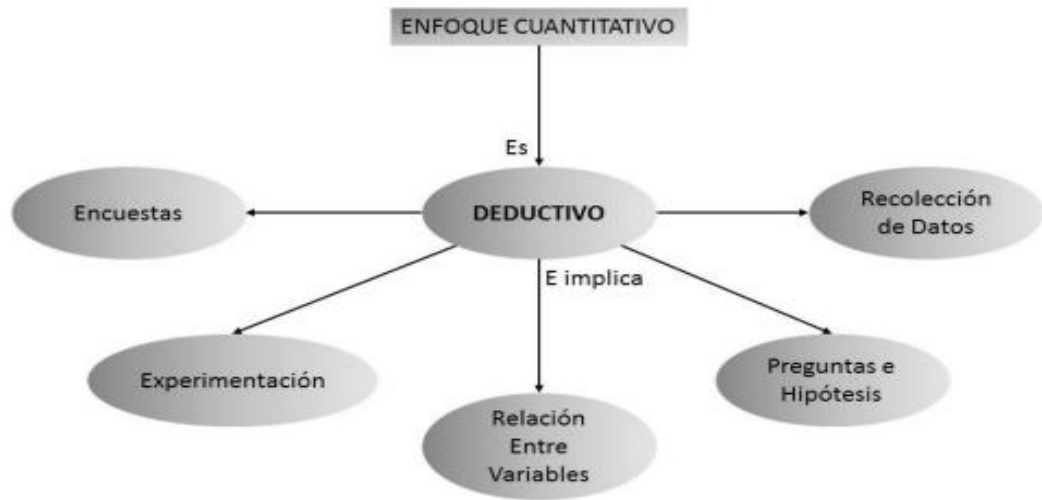 ENFOQUE CUANTITATIVO
Es
Encuestas
DEDUCTIVO
Recolección
de Datos
E implica
Experimentación
Preguntas e
Hipótesis
Relación
Entre
Variables